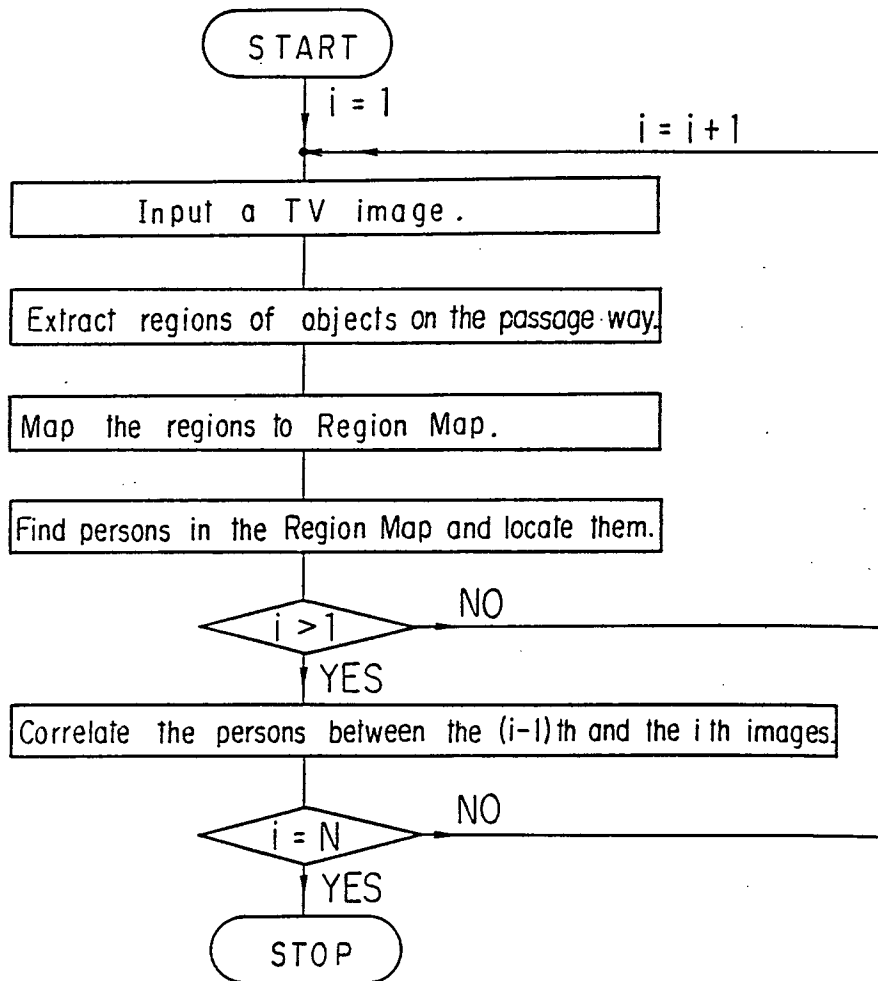 START
i = 1
i = i + 1
Input a TV image.
Extract regions of objects on the passage way.
Map the regions to Region Map.
Find persons in the Region Map and locate them.
i > 1
NO
YES
Correlate the persons between the (i-1)th and the i th images.
i = N
NO
YES
STOP